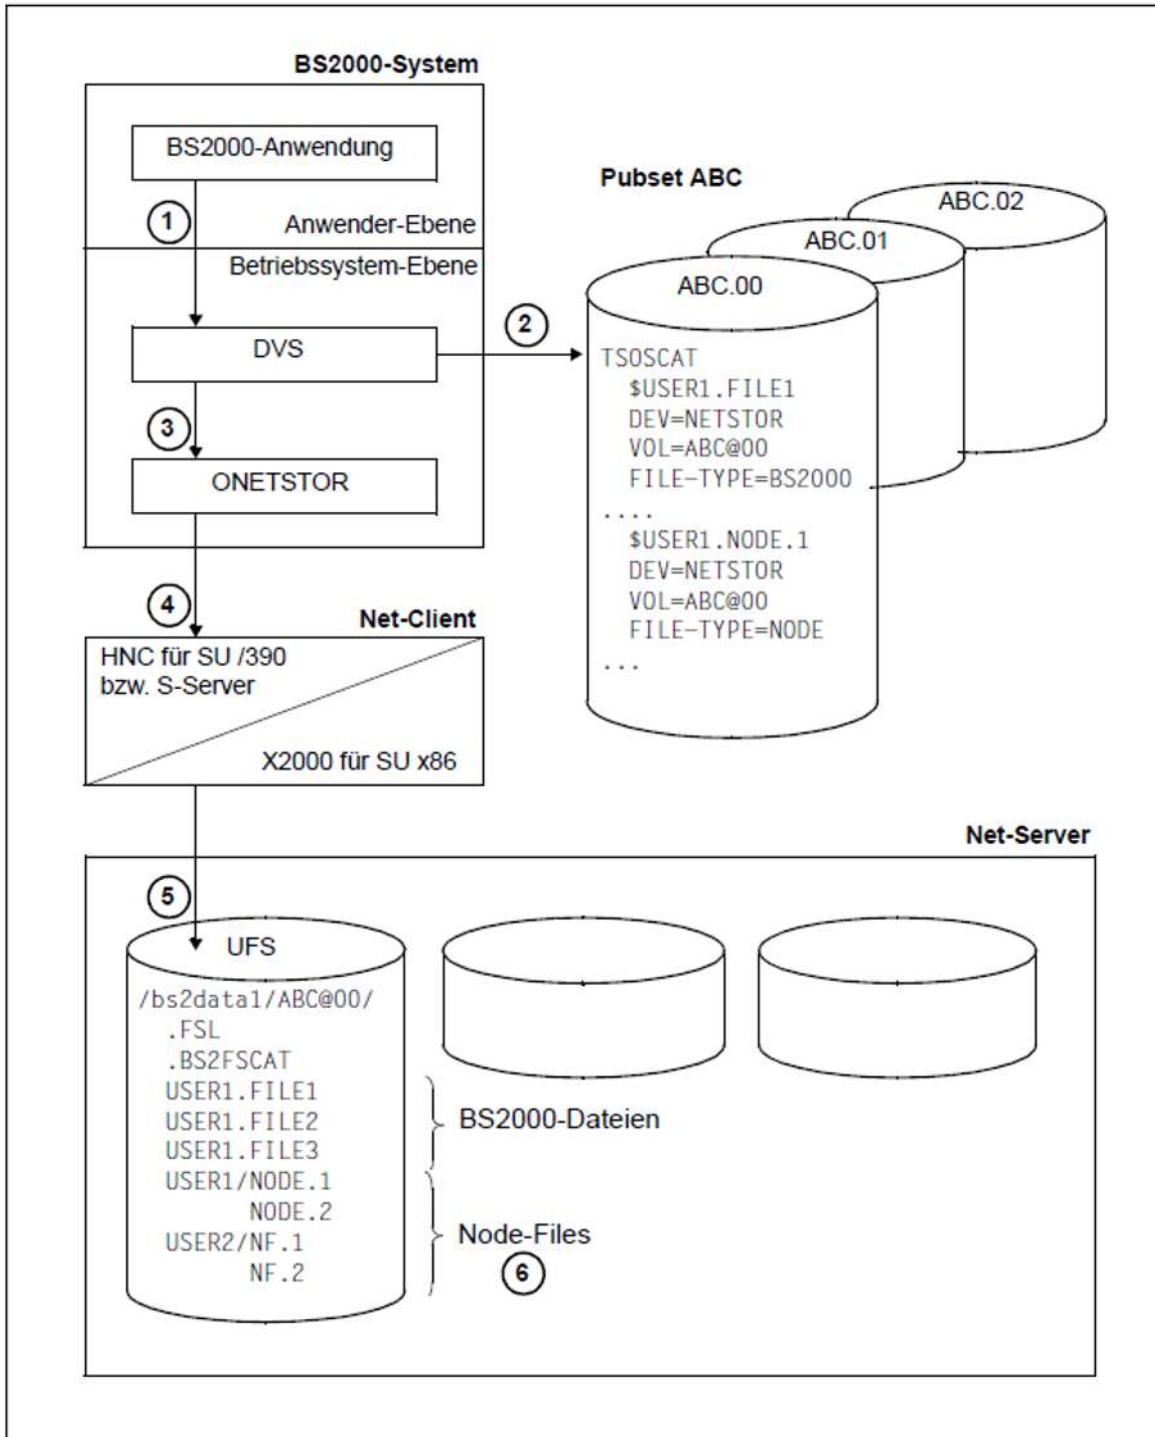 BS2000-System
BS2000-Anwendung
1
Anwender-Ebene
Betriebssystem-Ebene
DVS
2
3
ONETSTOR
4
Net-Client
HNC für SU /390
bzw. S-Server
X2000 für SU x86
Pubset ABC
ABC.02
ABC.01
ABC.00
TSOSCAT
$USER1.FILE1
DEV=NETSTOR
VOL=ABC@00
FILE-TYPE=BS2000
....
$USER1.NODE.1
DEV=NETSTOR
VOL=ABC@00
FILE-TYPE=NODE
...
Net-Server
5
UFS
/bs2data1/ABC@00/
.FSL
.BS2FSCAT
USER1.FILE1
USER1.FILE2
USER1.FILE3
BS2000-Dateien
USER1/NODE.1
NODE.2
USER2/NF.1
NF.2
Node-Files
6